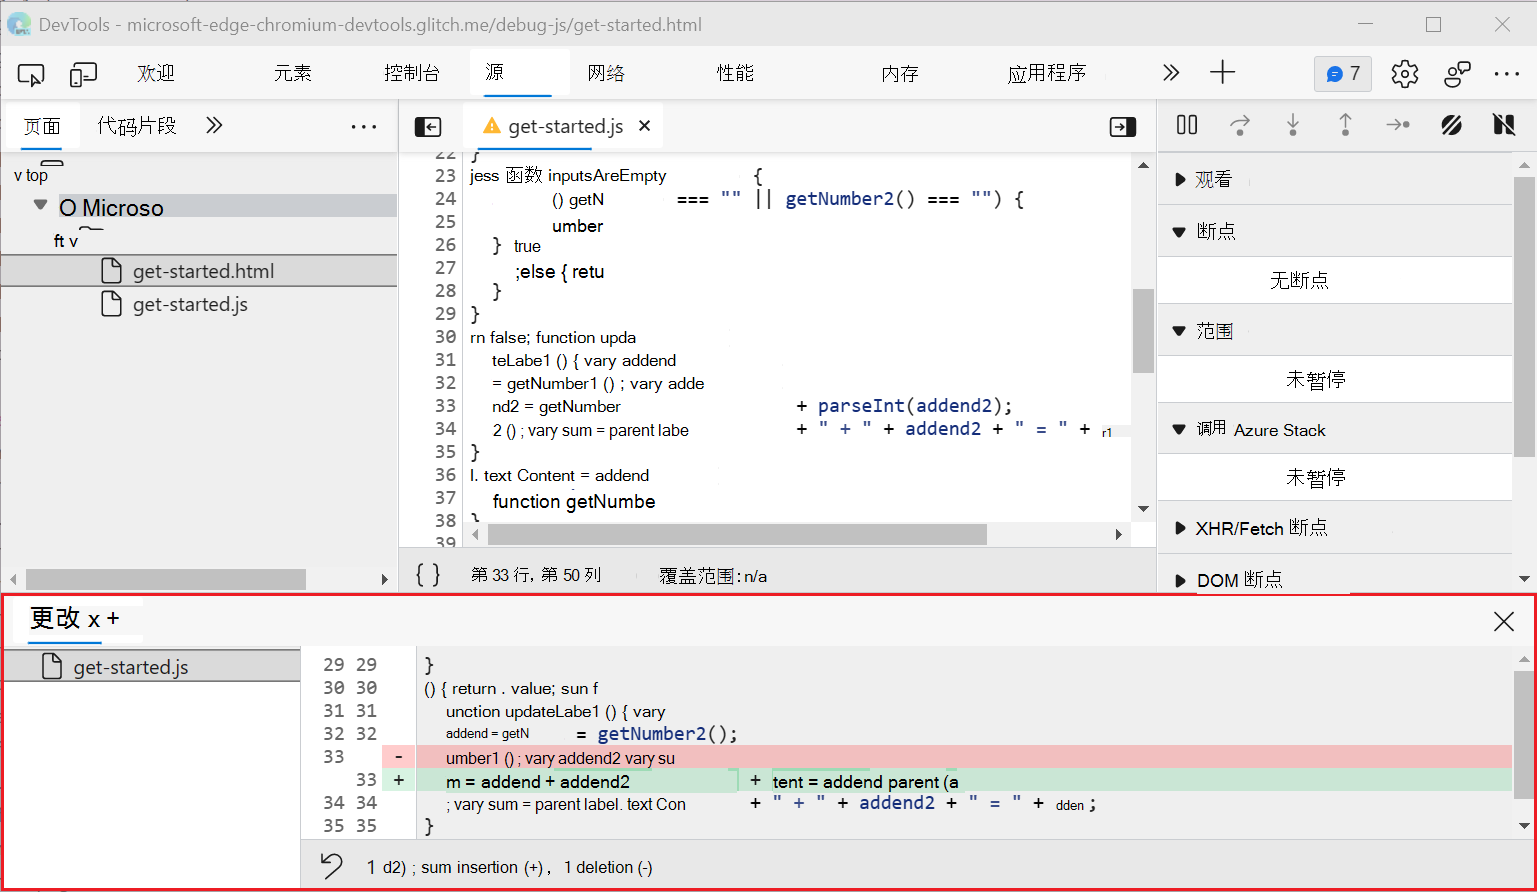 DevTools - microsoft-edge-chromium-devtools.glitch.me/debug-js/get-started.html
欢迎 元素 控制台 源 网络 性能 内存 应用程序 7
页面 代码片段
get-started.js
v top
O Microso
ft v
get-started.html
get-started.js
22 }
23 jess 函数 inputsAreEmpty {
24 () getN === "" || getNumber2() === "") {
25 umber
26 } true
27 ;else { retu
28 }
29 }
30 rn false; function upda
31 teLabe1 () { vary addend
32 = getNumber1 () ; vary adde
33 nd2 = getNumber + parseInt(addend2);
34 2 () ; vary sum = parent labe + " + " + addend2 + " = " + r1
35 }
36 l. text Content = addend
37 function getNumbe
38 }
39
{ } 第 33 行, 第 50 列 覆盖范围: n/a
观看
断点
无断点
范围
未暂停
调用 Azure Stack
未暂停
XHR/Fetch 断点
DOM 断点
更改 x +
get-started.js
29 29 }
30 30 () { return . value; sun f
31 31 unction updateLabe1 () { vary
32 32 addend = getN = getNumber2();
33 - umber1 () ; vary addend2 vary su
33 + m = addend + addend2 + tent = addend parent (a
34 34 ; vary sum = parent label. text Con + " + " + addend2 + " = " + dden ;
35 35 }
1 d2) ; sum insertion (+) , 1 deletion (-)